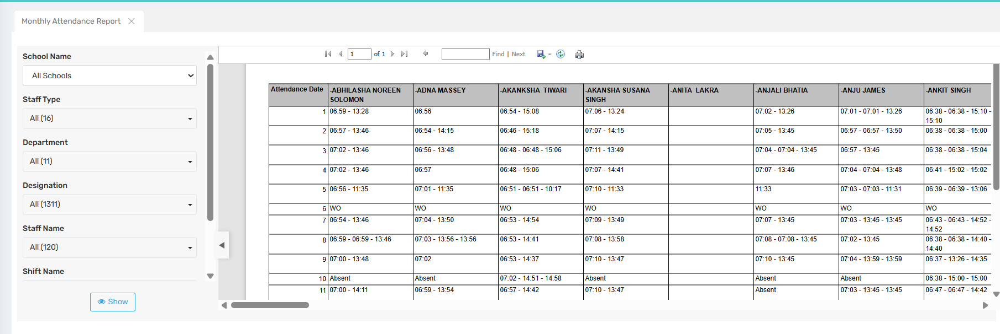 Monthly Attendance Report
School Name
All Schools
Staff Type
All (16)
Department
All (11)
Designation
All (1311)
Staff Name
All (120)
Shift Name
Show
1 of 1 Find | Next
Attendance Date -ABHILASHA NOREEN SOLOMON -ADNA MASSEY -AKANKSHA TIWARI -AKANSHA SUSANA SINGH -ANITA LAKRA -ANJALI BHATIA -ANJU JAMES -ANKIT SINGH
1 06:59 - 13:28 06:56 06:54 - 15:08 07:06 - 13:24 07:02 - 13:26 07:01 - 07:01 - 13:26 06:38 - 06:38 - 15:10 - 15:10
2 06:57 - 13:46 06:54 - 14:15 06:46 - 15:18 07:07 - 14:15 07:05 - 13:45 06:57 - 06:57 - 13:50 06:38 - 06:38 - 15:00
3 07:02 - 13:46 06:56 - 13:48 06:48 - 06:48 - 15:06 07:11 - 13:49 07:04 - 07:04 - 13:45 06:57 - 13:45 06:38 - 06:38 - 15:04
4 07:02 - 13:46 06:57 06:48 - 15:06 07:07 - 14:41 07:07 - 13:46 07:04 - 07:04 - 13:48 06:41 - 15:02 - 15:02
5 06:56 - 11:35 07:01 - 11:35 06:51 - 06:51 - 10:17 07:10 - 11:33 11:33 07:03 - 07:03 - 11:31 06:39 - 06:39 - 13:06
6 WO WO WO WO WO WO WO
7 06:54 - 13:46 07:04 - 13:50 06:53 - 14:54 07:09 - 13:49 07:07 - 13:45 07:03 - 13:45 - 13:45 06:43 - 06:43 - 14:52 - 14:52
8 06:59 - 06:59 - 13:46 07:03 - 13:56 - 13:56 06:53 - 14:41 07:08 - 13:58 07:08 - 07:08 - 13:45 07:02 - 13:45 06:38 - 06:38 - 14:40 - 14:40
9 07:00 - 13:48 07:02 06:53 - 14:37 07:10 - 13:47 07:10 - 13:45 07:04 - 13:59 - 13:59 06:37 - 13:26 - 14:35
10 Absent Absent 07:02 - 14:51 - 14:58 Absent Absent Absent 06:38 - 15:00 - 15:00
11 07:00 - 14:11 06:59 - 13:54 06:57 - 14:42 07:10 - 13:47 Absent 07:03 - 13:45 - 13:45 06:47 - 06:47 - 14:42